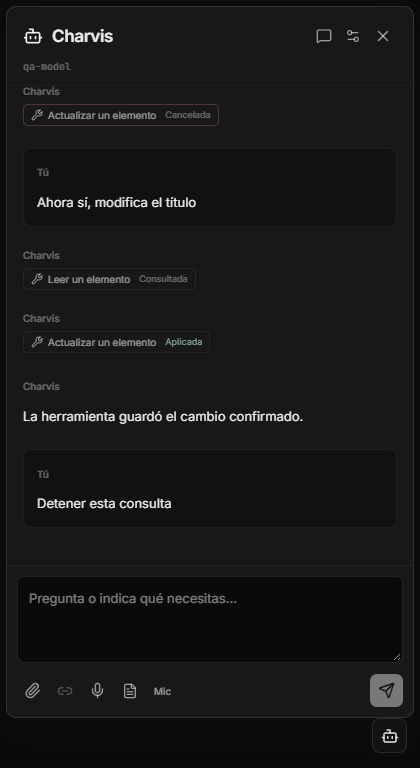 Charvis
qa-model
Charvis
Actualizar un elemento Cancelada
Tú
Ahora sí, modifica el título
Charvis
Leer un elemento Consultada
Charvis
Actualizar un elemento Aplicada
Charvis
La herramienta guardó el cambio confirmado.
Tú
Detener esta consulta
Pregunta o indica qué necesitas...
Mic